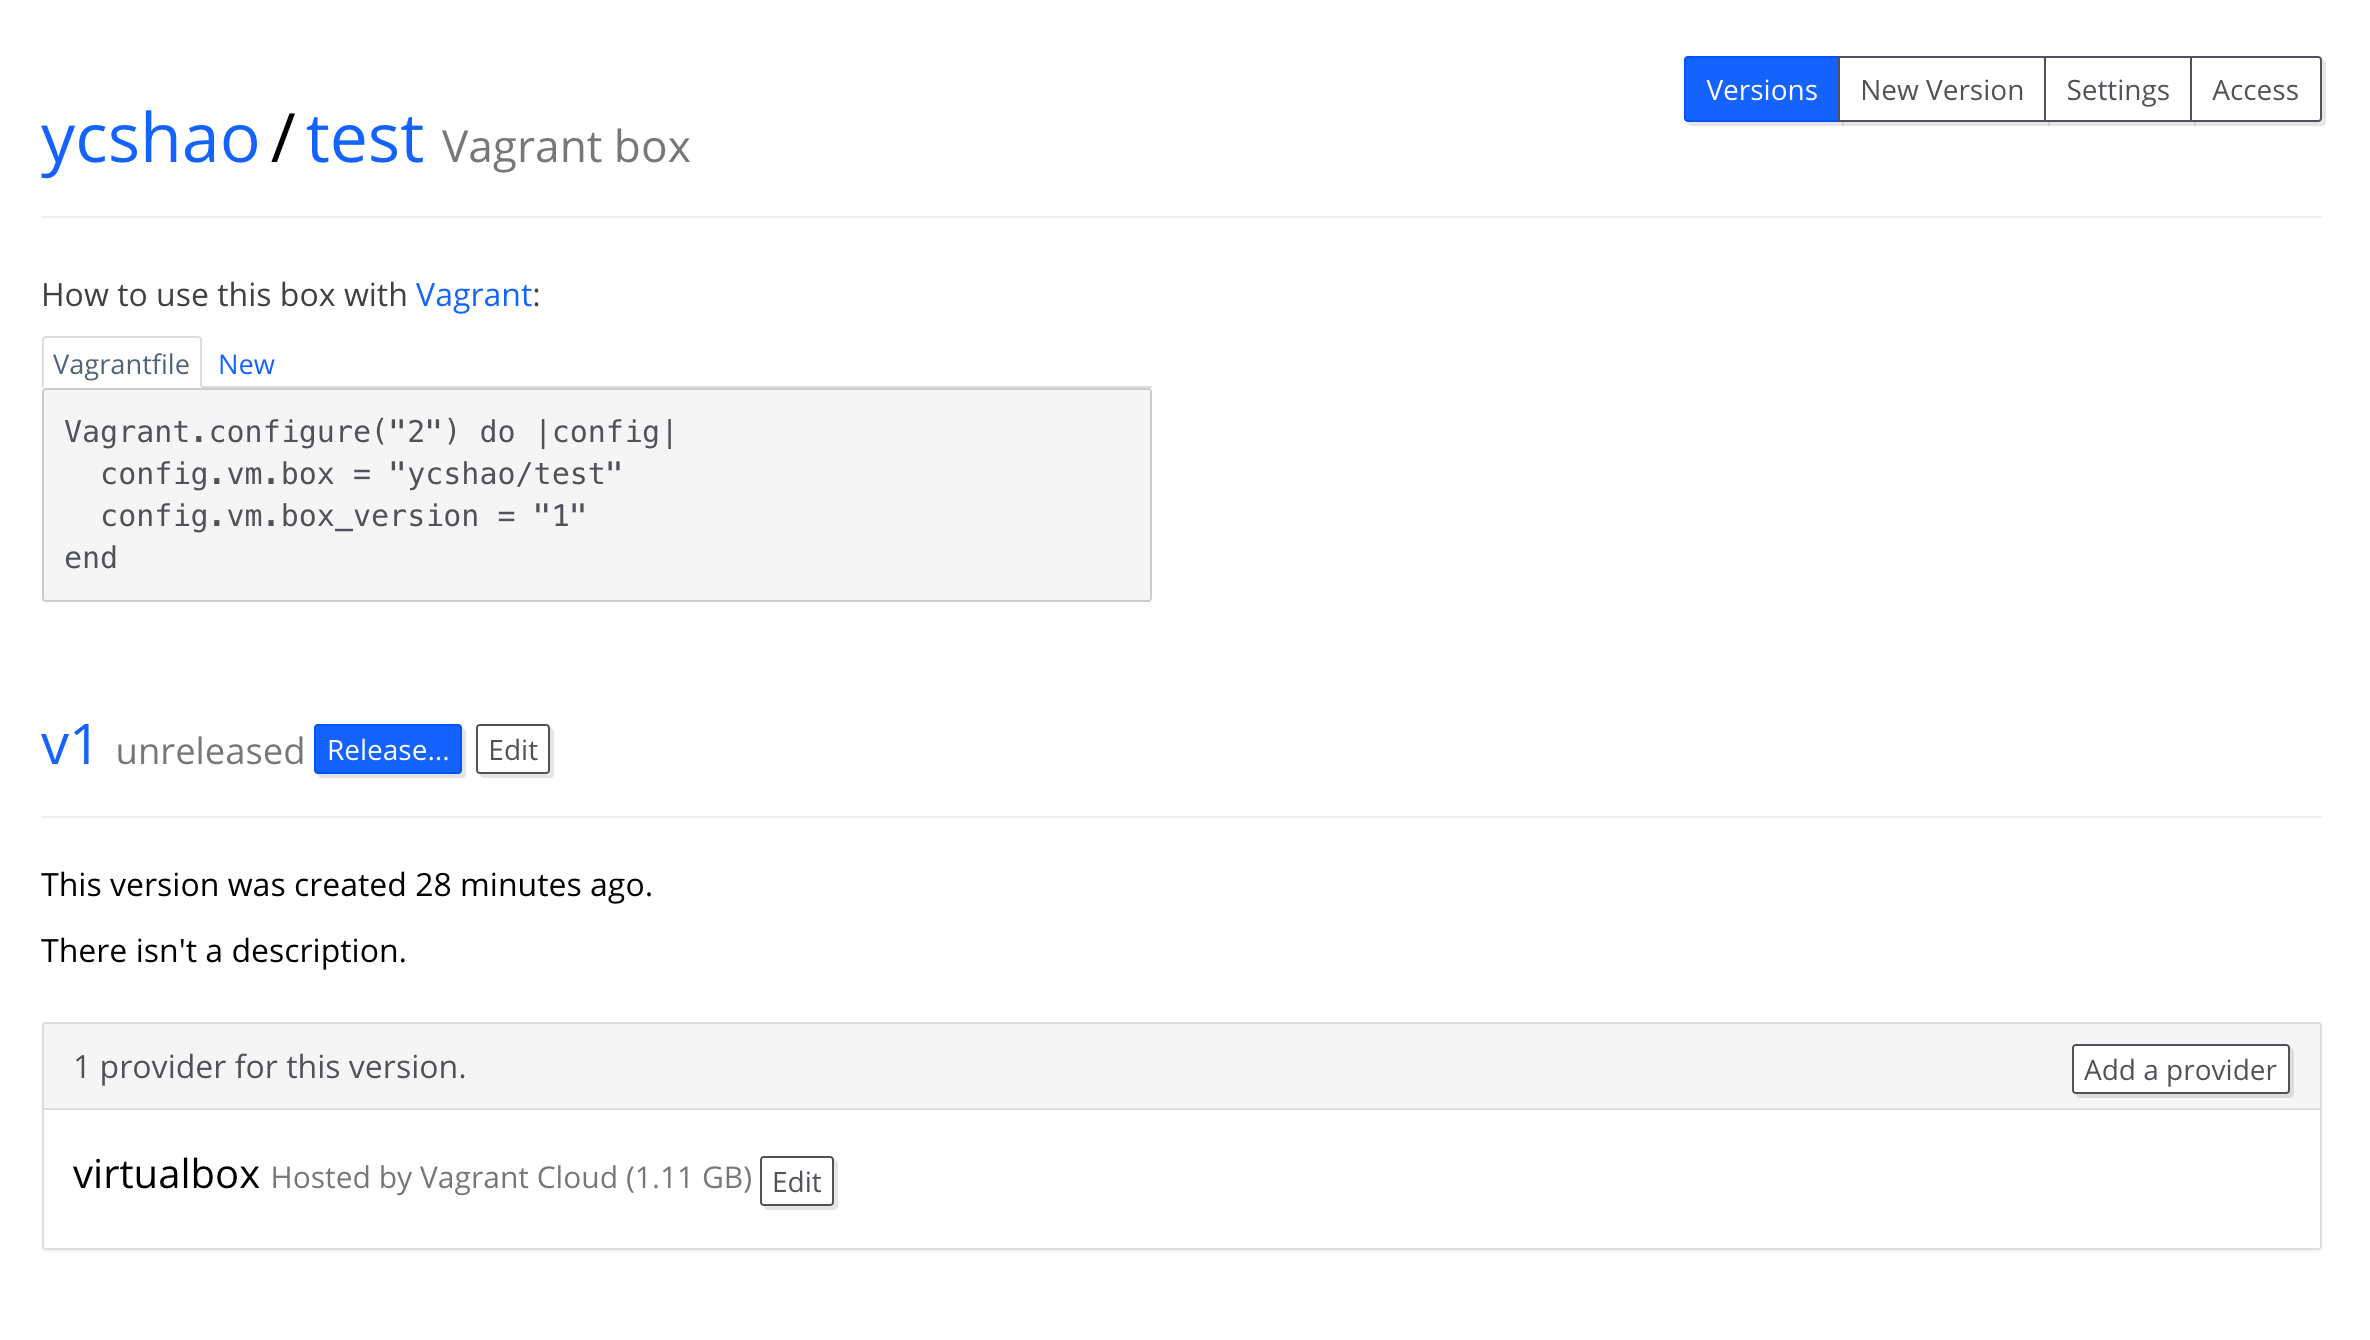 Versions New Version Settings Access
ycshao / test Vagrant box
How to use this box with Vagrant:
Vagrantfile New
Vagrant.configure("2") do |config|
  config.vm.box = "ycshao/test"
  config.vm.box_version = "1"
end
v1 unreleased Release... Edit
This version was created 28 minutes ago.
There isn't a description.
1 provider for this version. Add a provider
virtualbox Hosted by Vagrant Cloud (1.11 GB) Edit